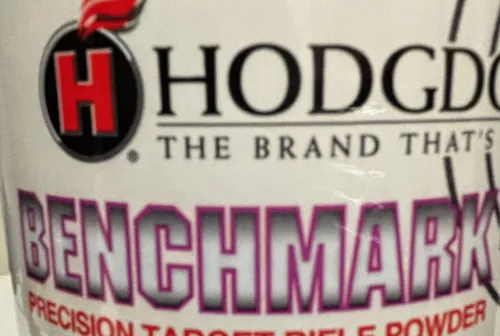 H HODGDO
THE BRAND THAT'S
BENCHMARK
PRECISION TARGET RIFLE POWDER